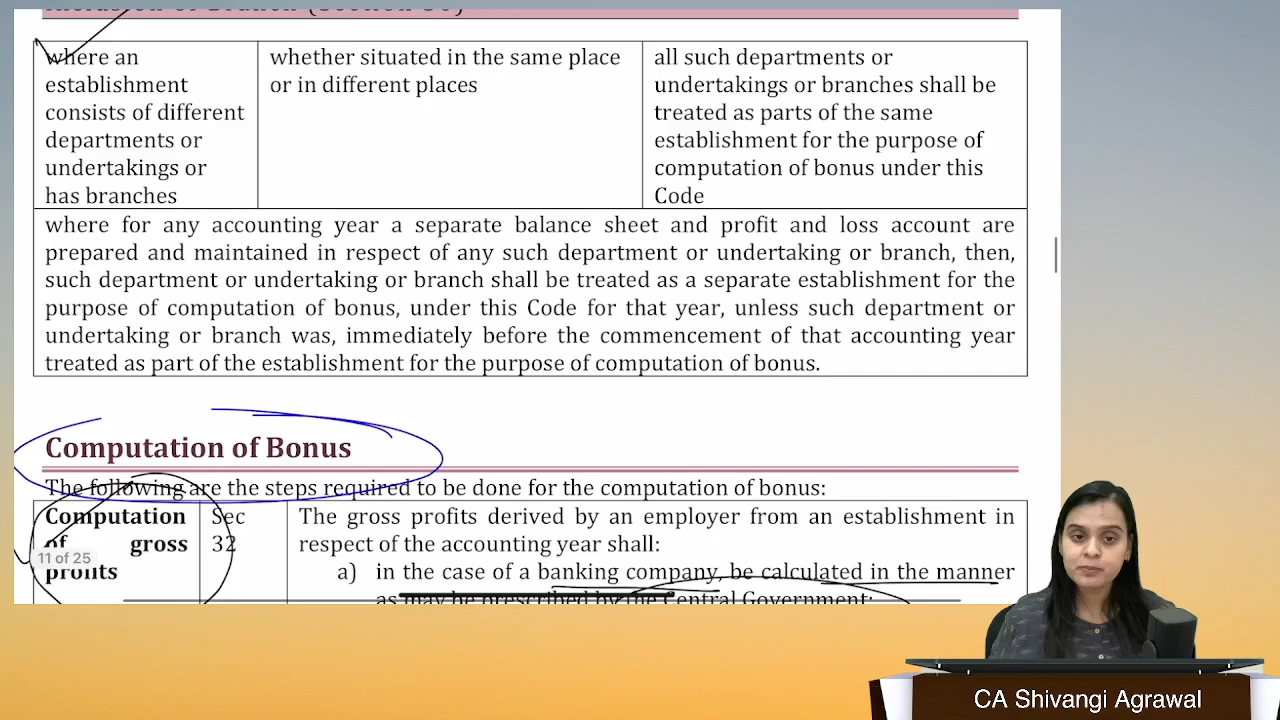 where an
establishment
consists of different
departments or
undertakings or
has branches
whether situated in the same place
or in different places
all such departments or
undertakings or branches shall be
treated as parts of the same
establishment for the purpose of
computation of bonus under this
Code
where for any accounting year a separate balance sheet and profit and loss account are
prepared and maintained in respect of any such department or undertaking or branch, then,
such department or undertaking or branch shall be treated as a separate establishment for the
purpose of computation of bonus, under this Code for that year, unless such department or
undertaking or branch was, immediately before the commencement of that accounting year
treated as part of the establishment for the purpose of computation of bonus.
Computation of Bonus
The following are the steps required to be done for the computation of bonus:
Computation
of gross
profits
Sec
32
The gross profits derived by an employer from an establishment in
respect of the accounting year shall:
a) in the case of a banking company, be calculated in the manner
as may be prescribed by the Central Government;
11 of 25
CA Shivangi Agrawal